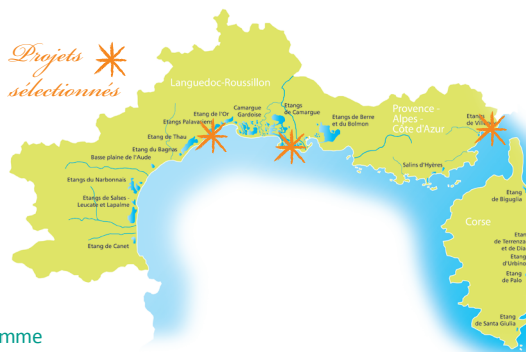 Projets
sélectionnés
Languedoc-Roussillon
Etang de l'Or
Etangs Palavasiens
Camargue
Gardoise
Etangs
de Camargue
Etangs de Berre
et du Bolmon
Provence -
Alpes -
Côte d'Azur
Etangs
Etang de Thau
Etang du Bagnas
Basse plaine de l'Aude
Salins d'Hyères
Etangs du Narbonnais
Etangs de Salses -
Leucate et Lapalme
Etang de Canet
Etang
de Biguglia
Corse
de Terrenzana
et de Diana
Etang
d'Urbino
Etang
de Palo
Etang
de Santa Giulia
mme